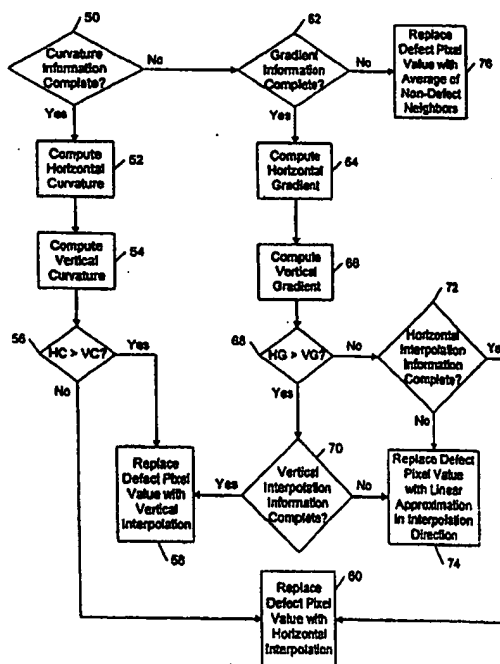 50
Curvature
Information
Complete?
No
62
Gradient
Information
Complete?
No
Replace
Defect Pixel
Value with
Average of
Non-Defect
Neighbors
76
Yes
Yes
Compute
Horizontal
Curvature
52
Compute
Horizontal
Gradient
64
Compute
Vertical
Curvature
54
Compute
Vertical
Gradient
66
72
56
HC > VC?
Yes
No
68
HG > VG?
No
Yes
Horizontal
Interpolation
Information
Complete?
Yes
No
Replace
Defect Pixel
Value with
Vertical
Interpolation
58
Yes
70
Vertical
Interpolation
Information
Complete?
No
Replace Defect
Pixel Value
with Linear
Approximation
in Interpolation
Direction
74
60
Replace
Defect Pixel
Value with
Horizontal
Interpolation